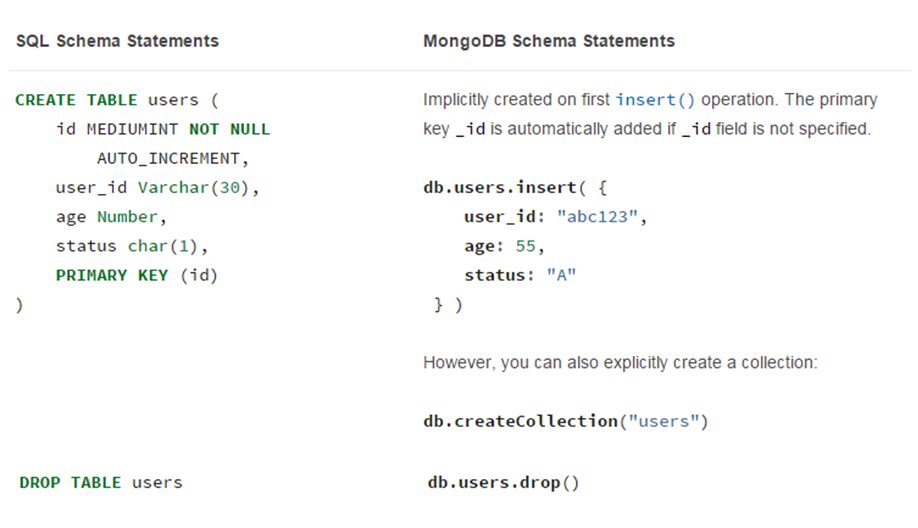 SQL Schema Statements
MongoDB Schema Statements
CREATE TABLE users (
id MEDIUMINT NOT NULL
AUTO_INCREMENT,
user_id Varchar(30),
age Number,
status char(1),
PRIMARY KEY (id)
)
Implicitly created on first insert() operation. The primary
key _id is automatically added if _id field is not specified.
db.users.insert( {
user_id: "abc123",
age: 55,
status: "A"
} )
However, you can also explicitly create a collection:
db.createCollection("users")
DROP TABLE users
db.users.drop()